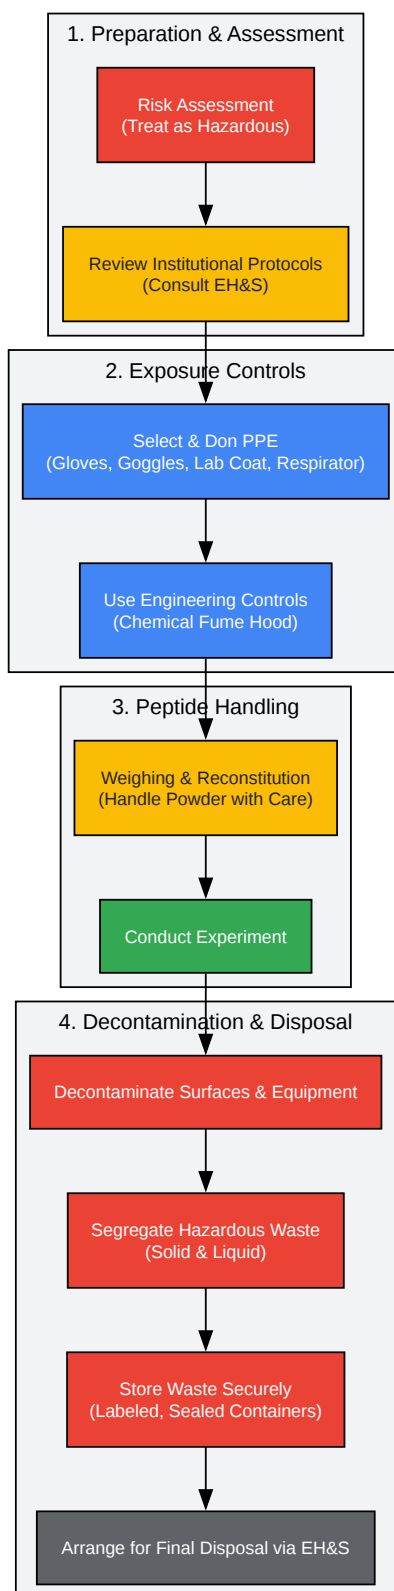 1. Preparation & Assessment
Risk Assessment
(Treat as Hazardous)
Review Institutional Protocols
(Consult EH&S)
2. Exposure Controls
Select & Don PPE
(Gloves, Goggles, Lab Coat, Respirator)
Use Engineering Controls
(Chemical Fume Hood)
3. Peptide Handling
Weighing & Reconstitution
(Handle Powder with Care)
Conduct Experiment
4. Decontamination & Disposal
Decontaminate Surfaces & Equipment
Segregate Hazardous Waste
(Solid & Liquid)
Store Waste Securely
(Labeled, Sealed Containers)
Arrange for Final Disposal via EH&S